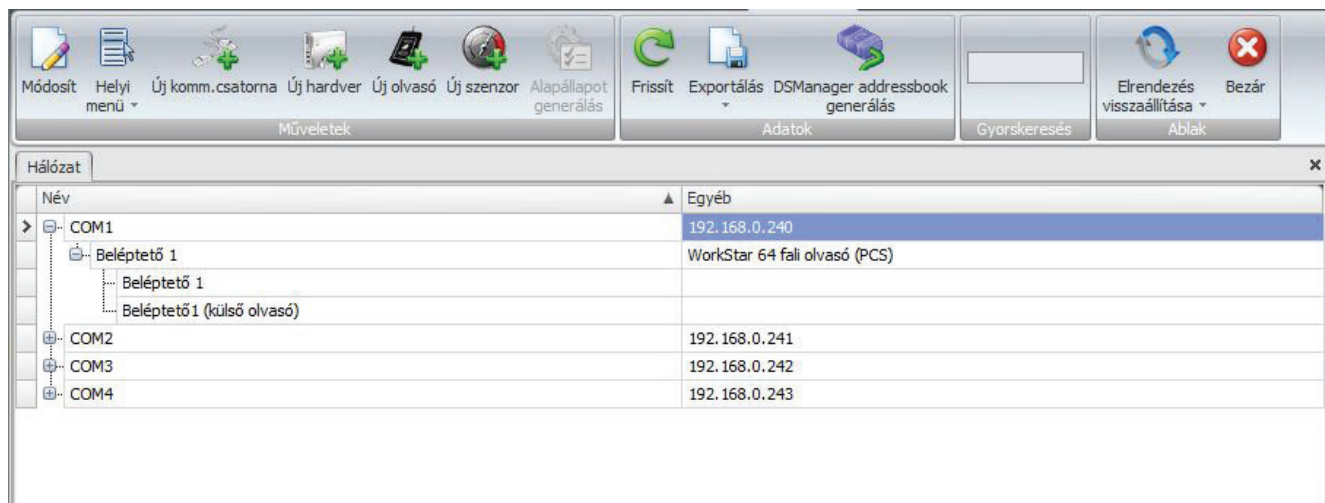 Módosít Helyi menü Új komm.csatorna Új hardver Új olvasó Új szenzor Alapállapot generálás Frissít Exportálás DSManager addressbook generálás Elrendezés visszaállítása Bezár
Műveletek Adatok Gyorskeresés Ablak
Hálózat
Név Egyéb
COM1 192.168.0.240
Beléptető 1 WorkStar 64 fali olvasó (PCS)
Beléptető 1
Beléptető1 (külső olvasó)
COM2 192.168.0.241
COM3 192.168.0.242
COM4 192.168.0.243